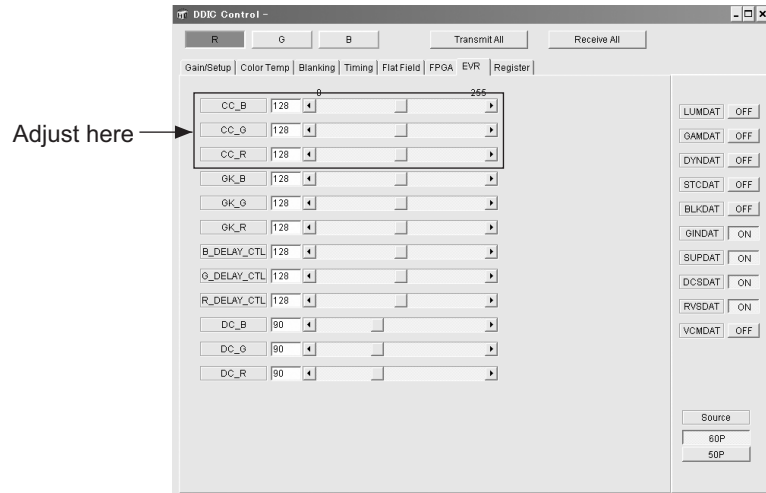 DDIC Control -
R G B Transmit All Receive All
Gain/Setup Color Temp Blanking Timing Flat Field FPGA EVR Register
0 255
CC_B 128
CC_G 128
CC_R 128
GK_B 128
GK_G 128
GK_R 128
B_DELAY_CTL 128
G_DELAY_CTL 128
R_DELAY_CTL 128
DC_B 90
DC_G 90
DC_R 90
Adjust here
LUMDAT OFF
GAMDAT OFF
DYNDAT OFF
STCDAT OFF
BLKDAT OFF
GINDAT ON
SUPDAT ON
DCSDAT ON
RVSDAT ON
VCMDAT OFF
Source
60P
50P